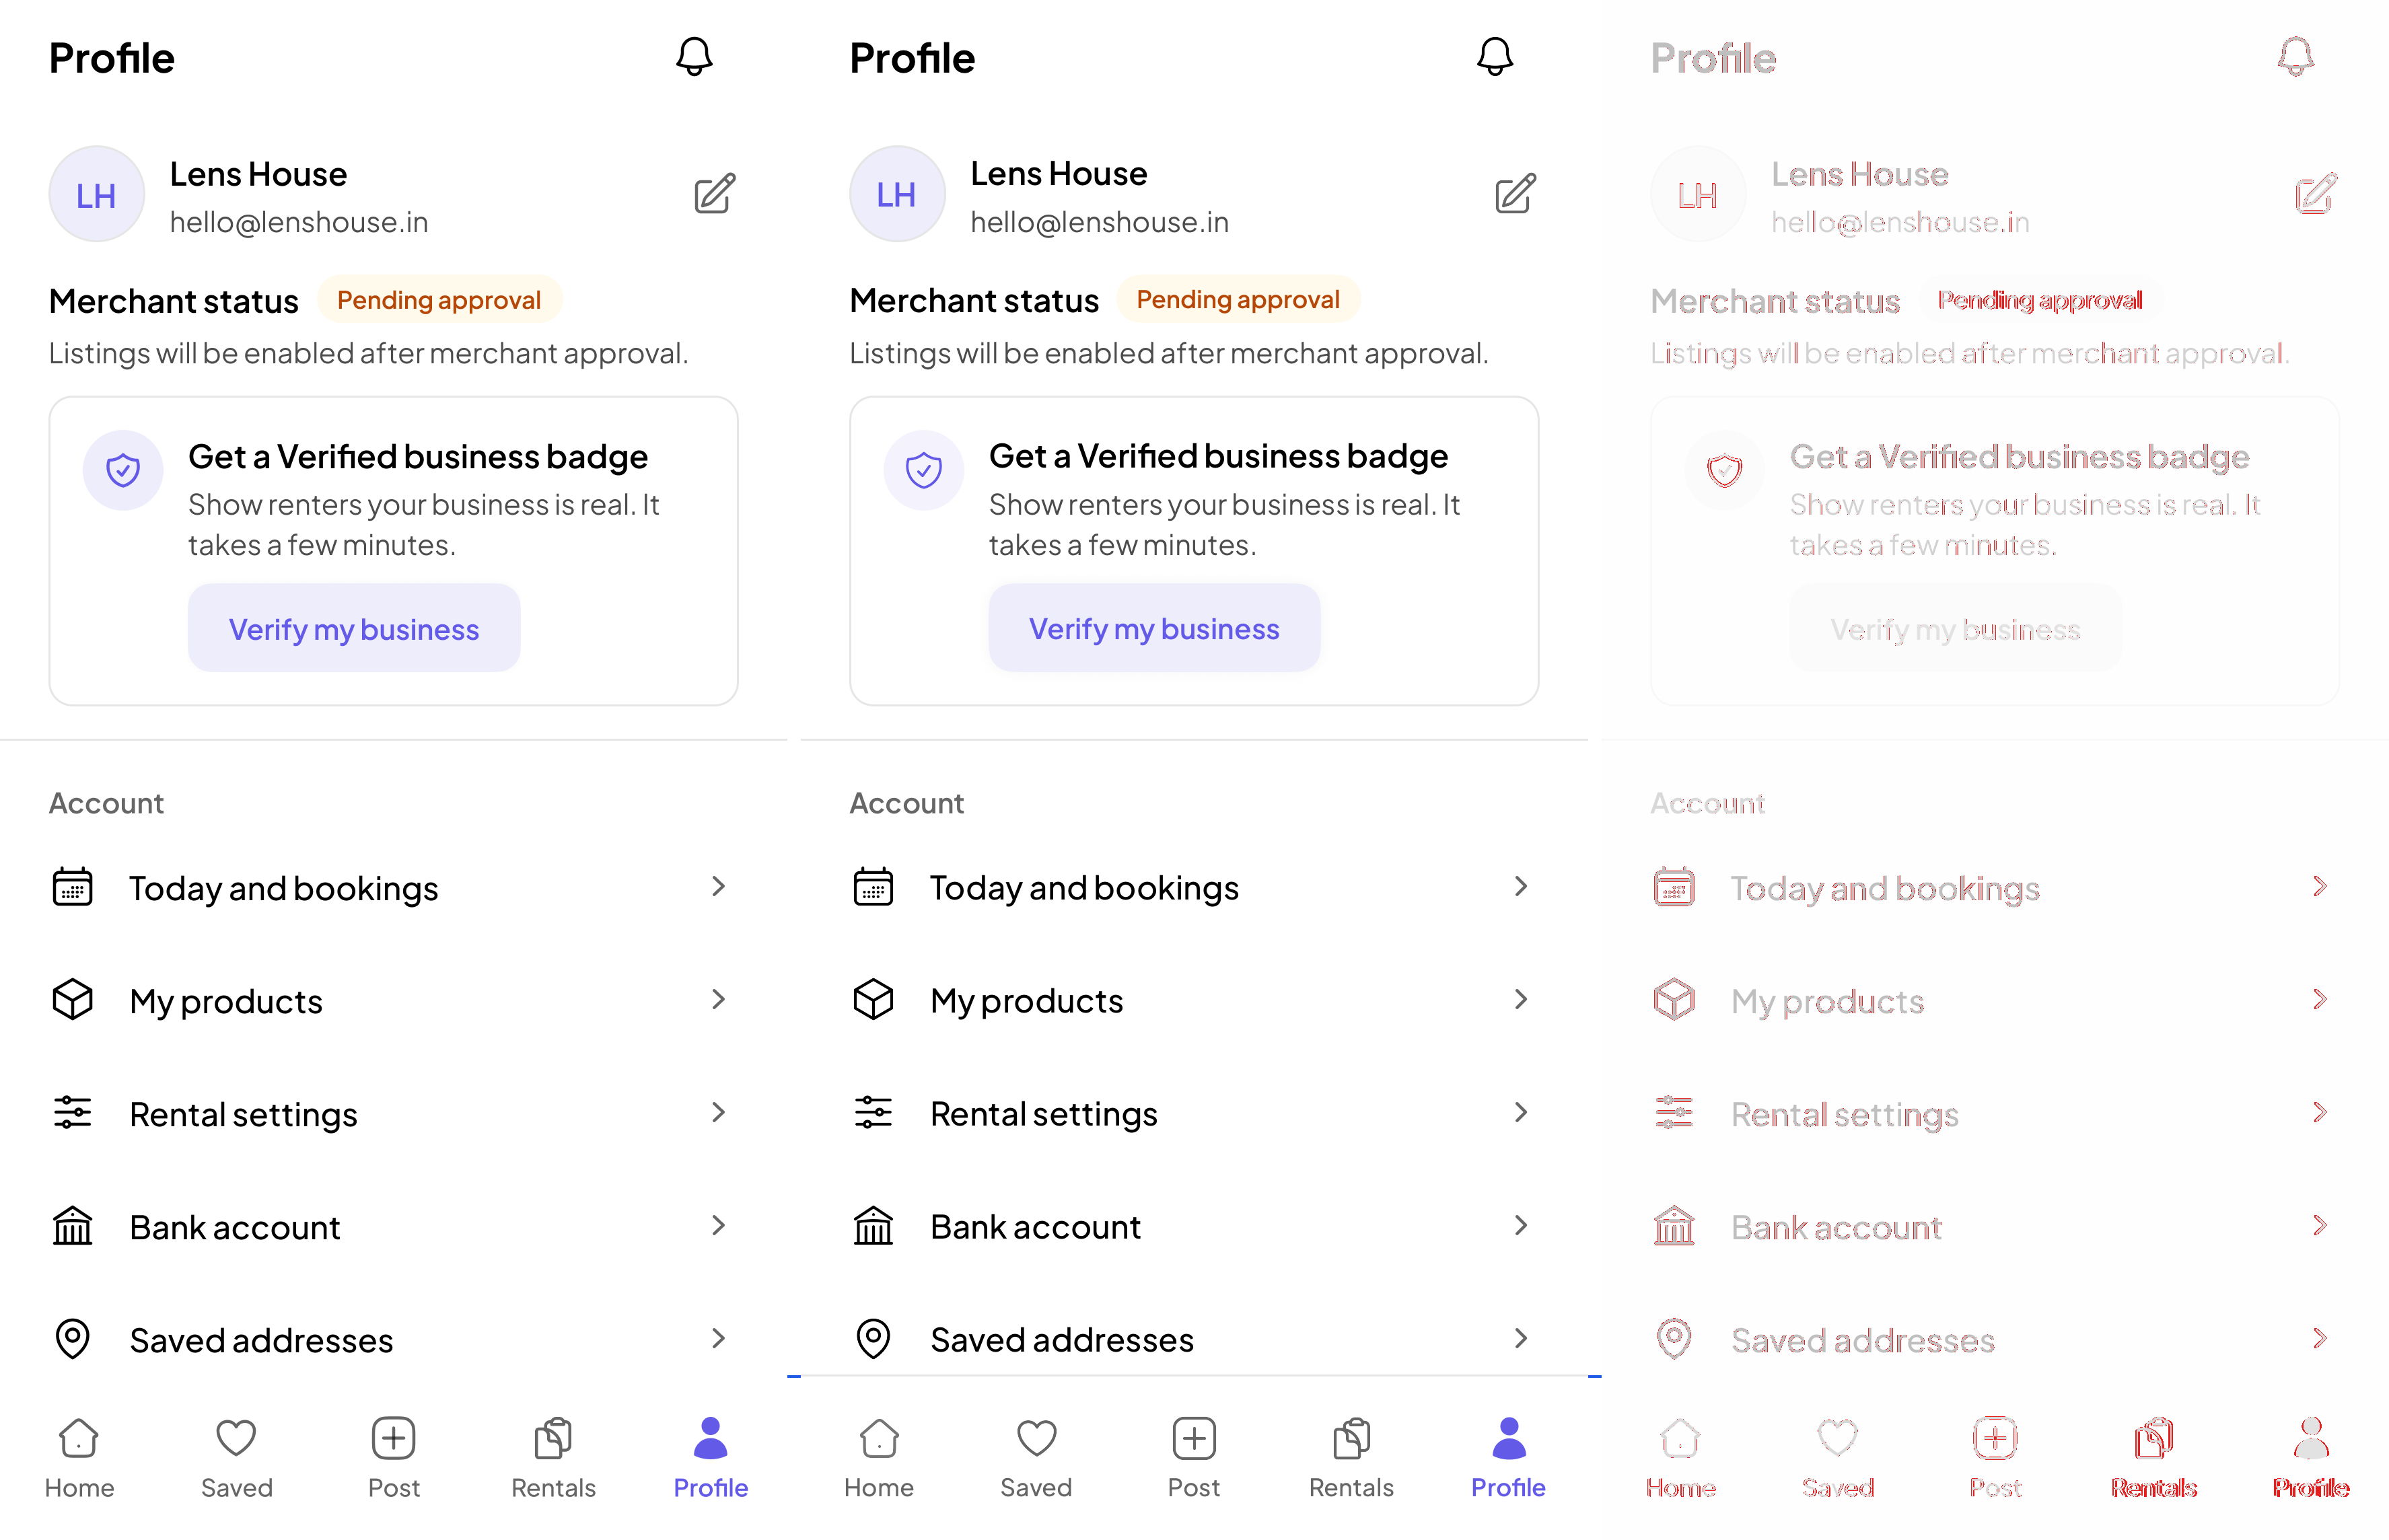 Profile
LH
Lens House
hello@lenshouse.in
Merchant status Pending approval
Listings will be enabled after merchant approval.
Get a Verified business badge
Show renters your business is real. It
takes a few minutes.
Verify my business
Account
Today and bookings
My products
Rental settings
Bank account
Saved addresses
Home Saved Post Rentals Profile
Profile
LH
Lens House
hello@lenshouse.in
Merchant status Pending approval
Listings will be enabled after merchant approval.
Get a Verified business badge
Show renters your business is real. It
takes a few minutes.
Verify my business
Account
Today and bookings
My products
Rental settings
Bank account
Saved addresses
Home Saved Post Rentals Profile
Profile
LH
Lens House
hello@lenshouse.in
Merchant status Pending approval
Listings will be enabled after merchant approval.
Get a Verified business badge
Show renters your business is real. It
takes a few minutes.
Verify my business
Account
Today and bookings
My products
Rental settings
Bank account
Saved addresses
Home Saved Post Rentals Profile